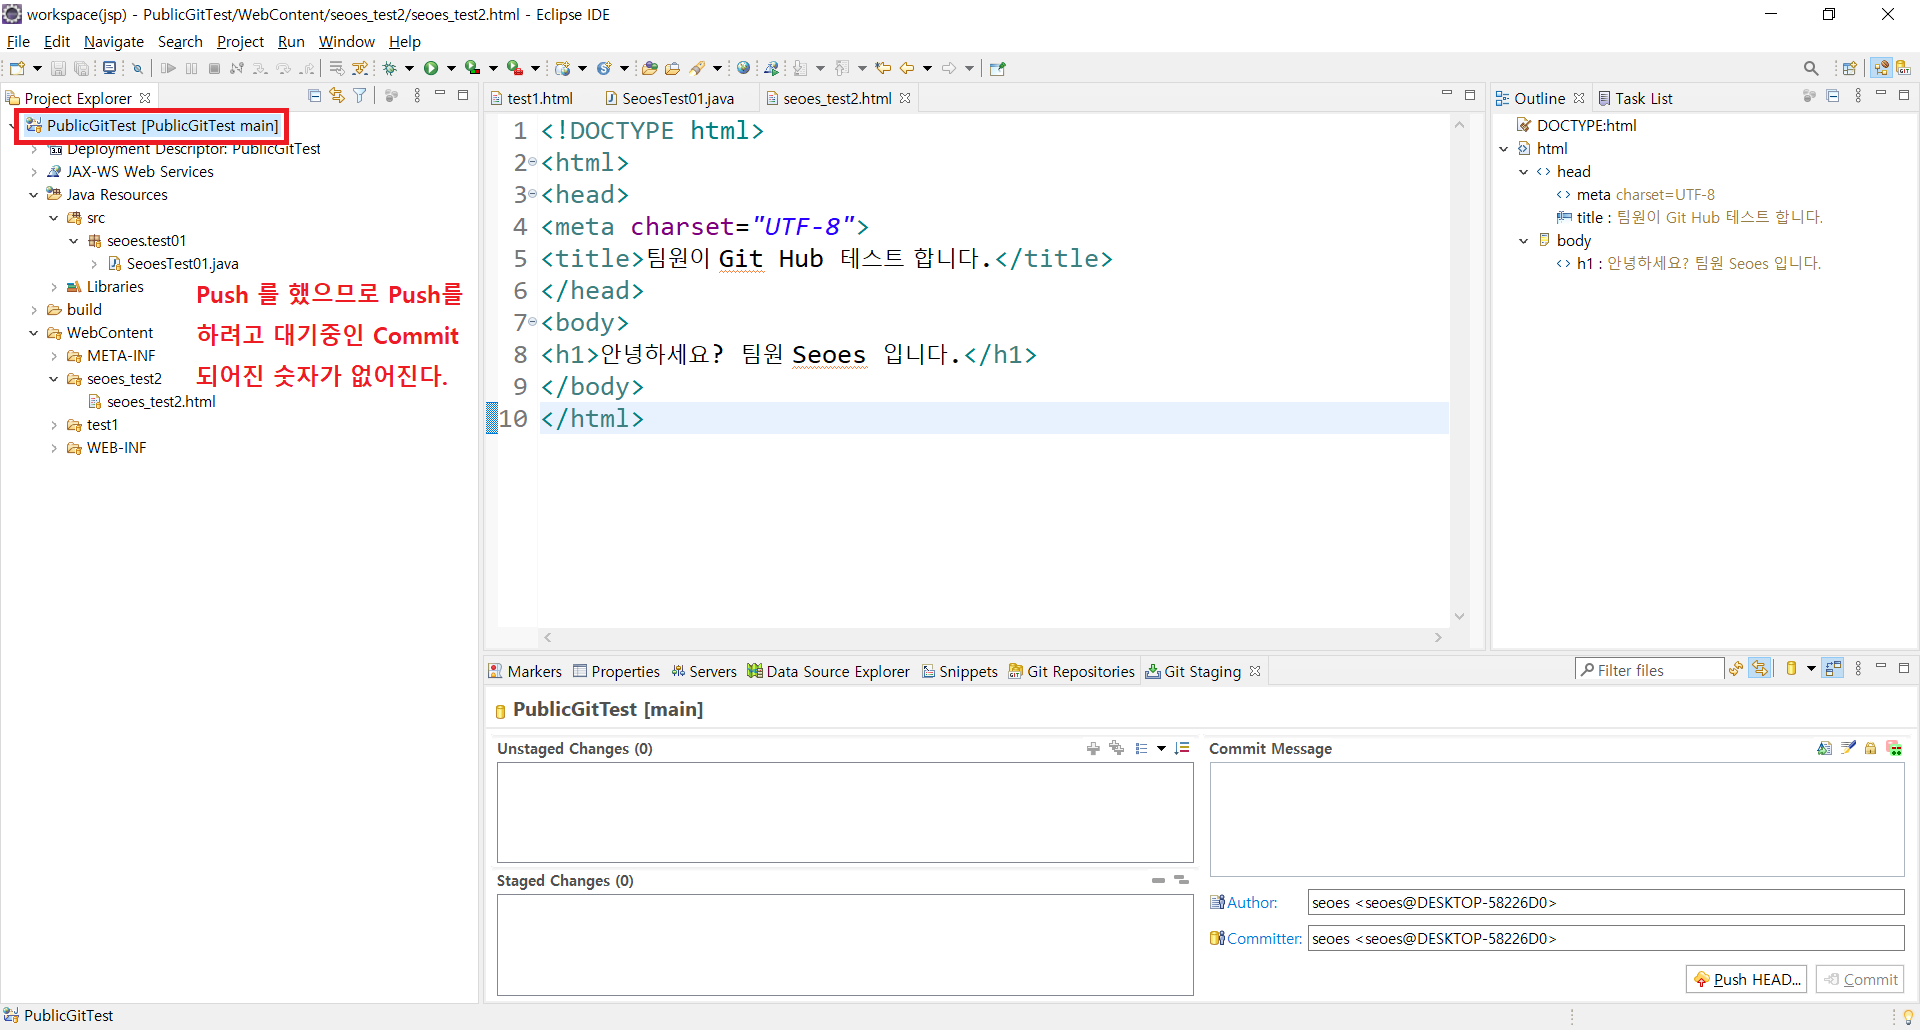 workspace(jsp) - PublicGitTest/WebContent/seoes_test2/seoes_test2.html - Eclipse IDE
File Edit Navigate Search Project Run Window Help
Project Explorer
PublicGitTest [PublicGitTest main]
Deployment Descriptor: PublicGitTest
JAX-WS Web Services
Java Resources
src
seoes.test01
SeoesTest01.java
Libraries
build
WebContent
META-INF
seoes_test2
seoes_test2.html
test1
WEB-INF
Push 를 했으므로 Push를
하려고 대기중인 Commit
되어진 숫자가 없어진다.
test1.html SeoesTest01.java seoes_test2.html
1 <!DOCTYPE html>
2 <html>
3 <head>
4 <meta charset="UTF-8">
5 <title>팀원이 Git Hub 테스트 합니다.</title>
6 </head>
7 <body>
8 <h1>안녕하세요? 팀원 Seoes 입니다.</h1>
9 </body>
10 </html>
Outline Task List
DOCTYPE:html
html
head
meta charset=UTF-8
title : 팀원이 Git Hub 테스트 합니다.
body
h1 : 안녕하세요? 팀원 Seoes 입니다.
Markers Properties Servers Data Source Explorer Snippets Git Repositories Git Staging Filter files
PublicGitTest [main]
Unstaged Changes (0)
Staged Changes (0)
Commit Message
Author: seoes <seoes@DESKTOP-58226D0>
Committer: seoes <seoes@DESKTOP-58226D0>
Push HEAD... Commit
PublicGitTest